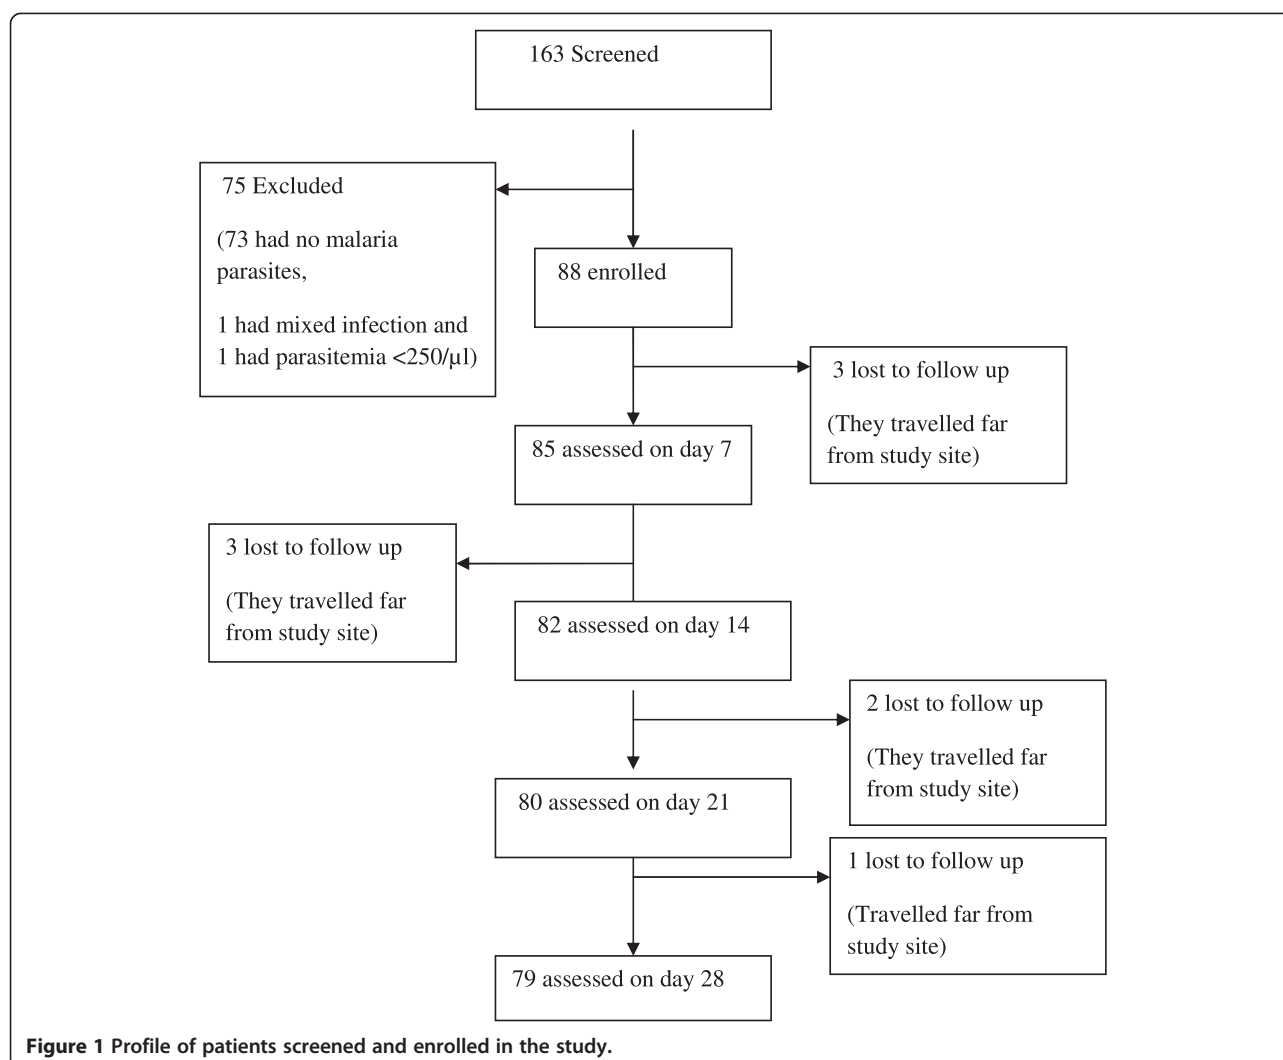 163 Screened
75 Excluded
(73 had no malaria
parasites,
1 had mixed infection and
1 had parasitemia <250/µl)
88 enrolled
3 lost to follow up
(They travelled far
from study site)
85 assessed on day 7
3 lost to follow up
(They travelled far
from study site)
82 assessed on day 14
2 lost to follow up
(They travelled far
from study site)
80 assessed on day 21
1 lost to follow up
(Travelled far from
study site)
79 assessed on day 28
Figure 1 Profile of patients screened and enrolled in the study.